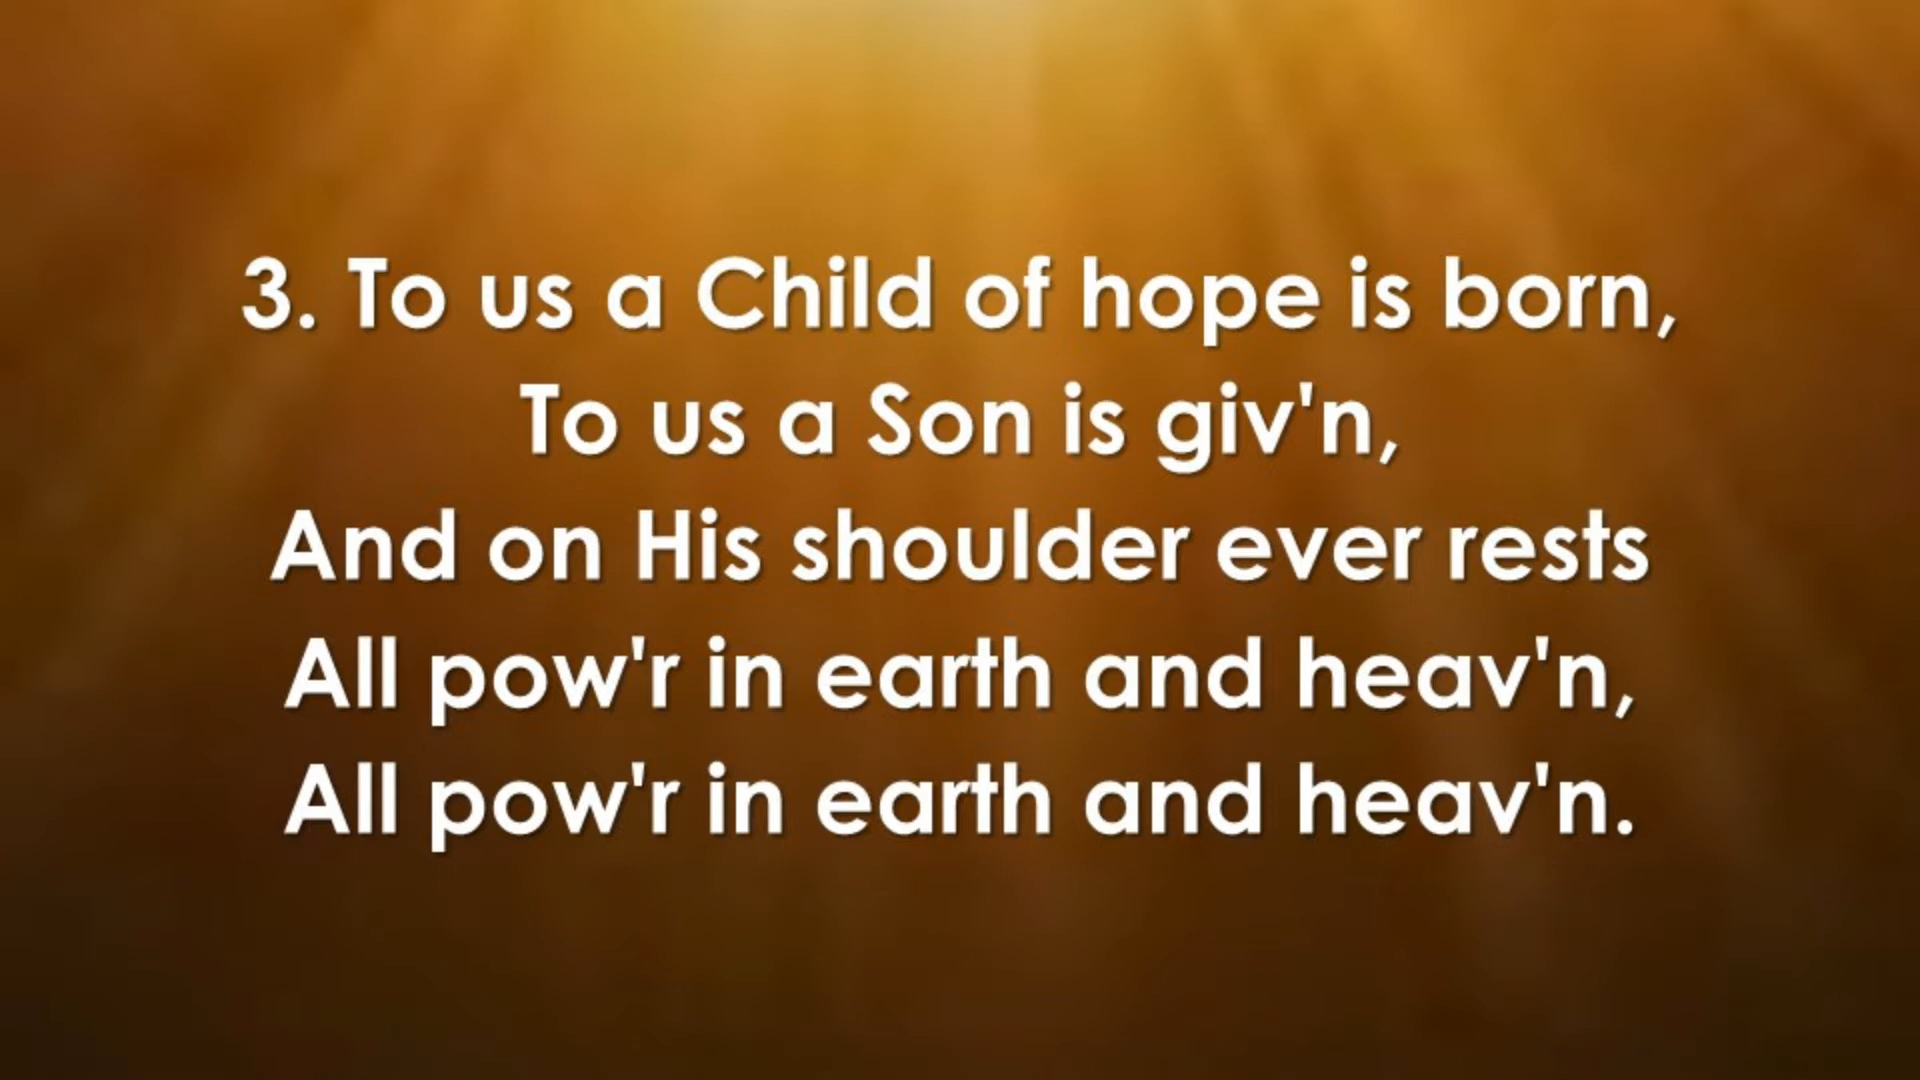 3. To us a Child of hope is born,
To us a Son is giv'n,
And on His shoulder ever rests
All pow'r in earth and heav'n,
All pow'r in earth and heav'n.